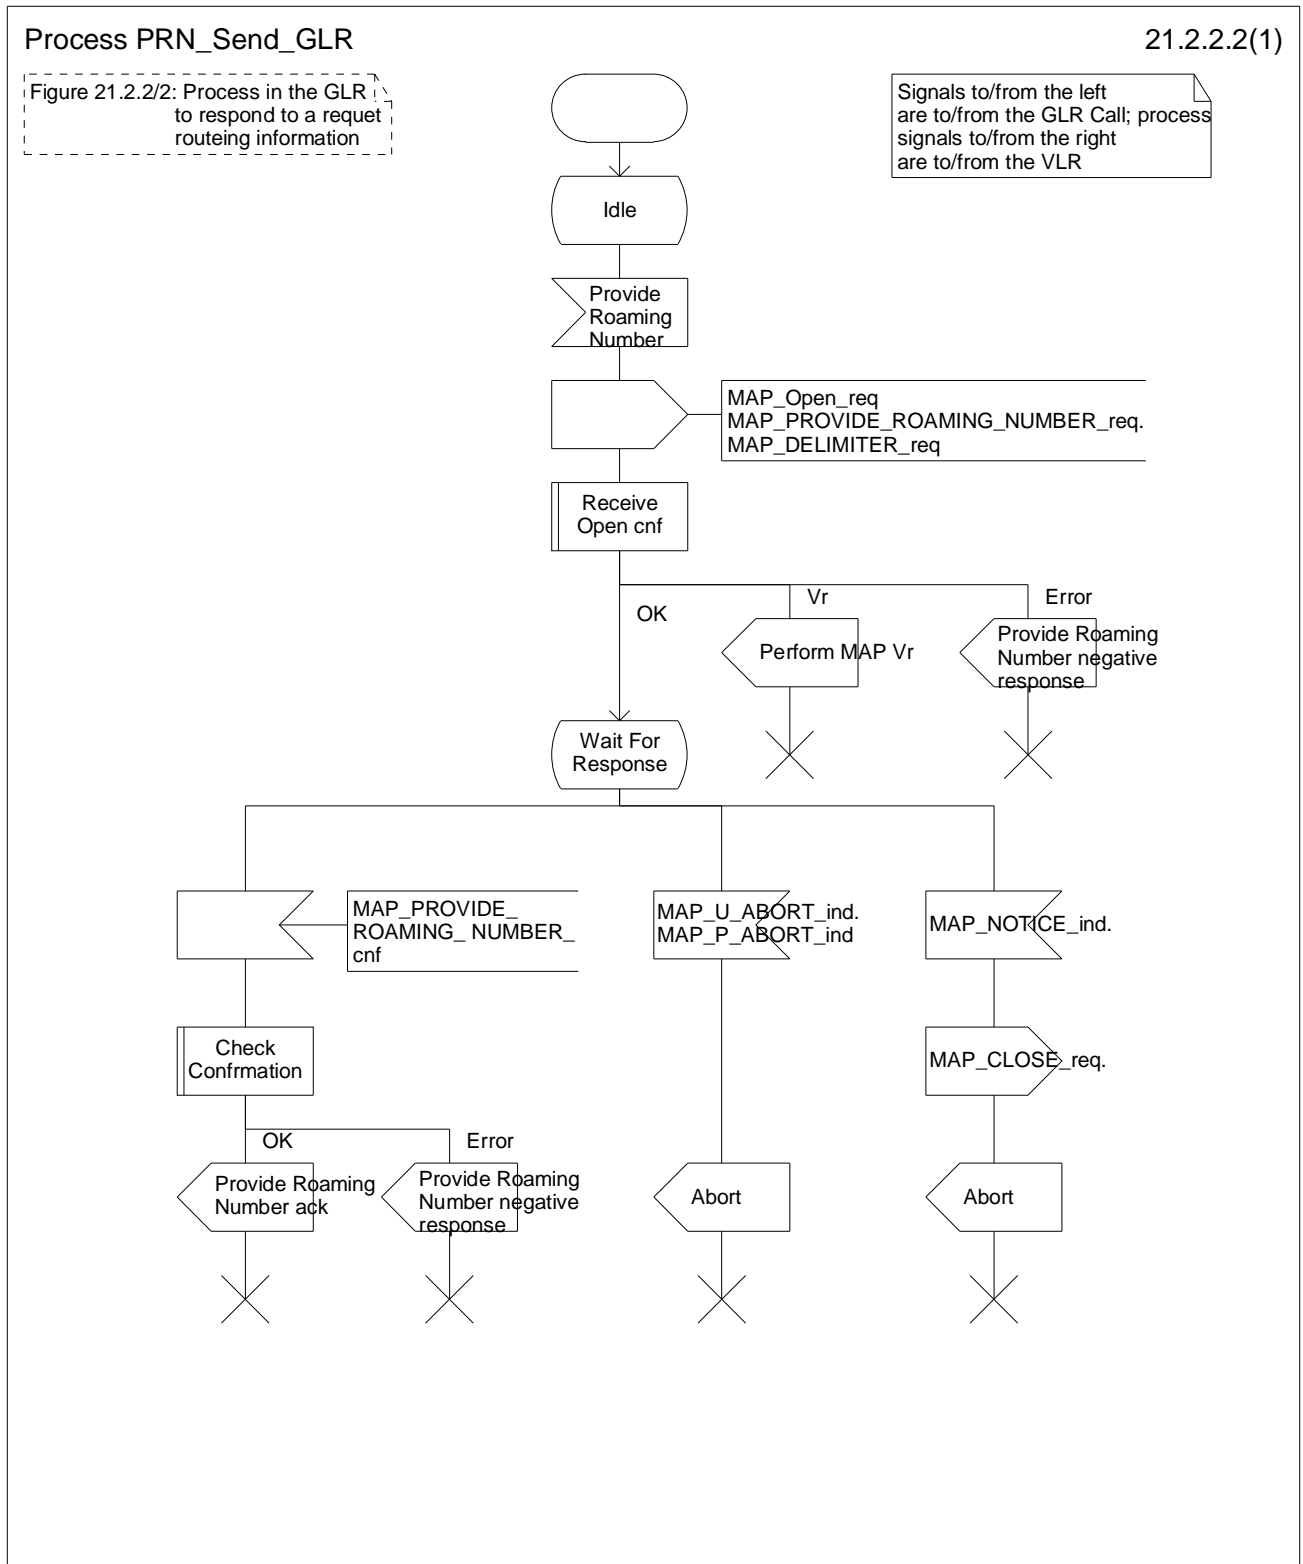 Process PRN_Send_GLR
21.2.2.2(1)
Figure 21.2.2/2: Process in the GLR
to respond to a requet
routeing information
Signals to/from the left
are to/from the GLR Call; process
signals to/from the right
are to/from the VLR
Idle
Provide
Roaming
Number
MAP_Open_req
MAP_PROVIDE_ROAMING_NUMBER_req.
MAP_DELIMITER_req
Receive
Open cnf
OK
Vr
Error
Perform MAP Vr
Provide Roaming
Number negative
response
Wait For
Response
MAP_PROVIDE_
ROAMING_ NUMBER_
cnf
MAP_U_ABORT_ind.
MAP_P_ABORT_ind
MAP_NOTICE_ind.
Check
Confrmation
MAP_CLOSE_req.
OK
Error
Provide Roaming
Number ack
Provide Roaming
Number negative
response
Abort
Abort